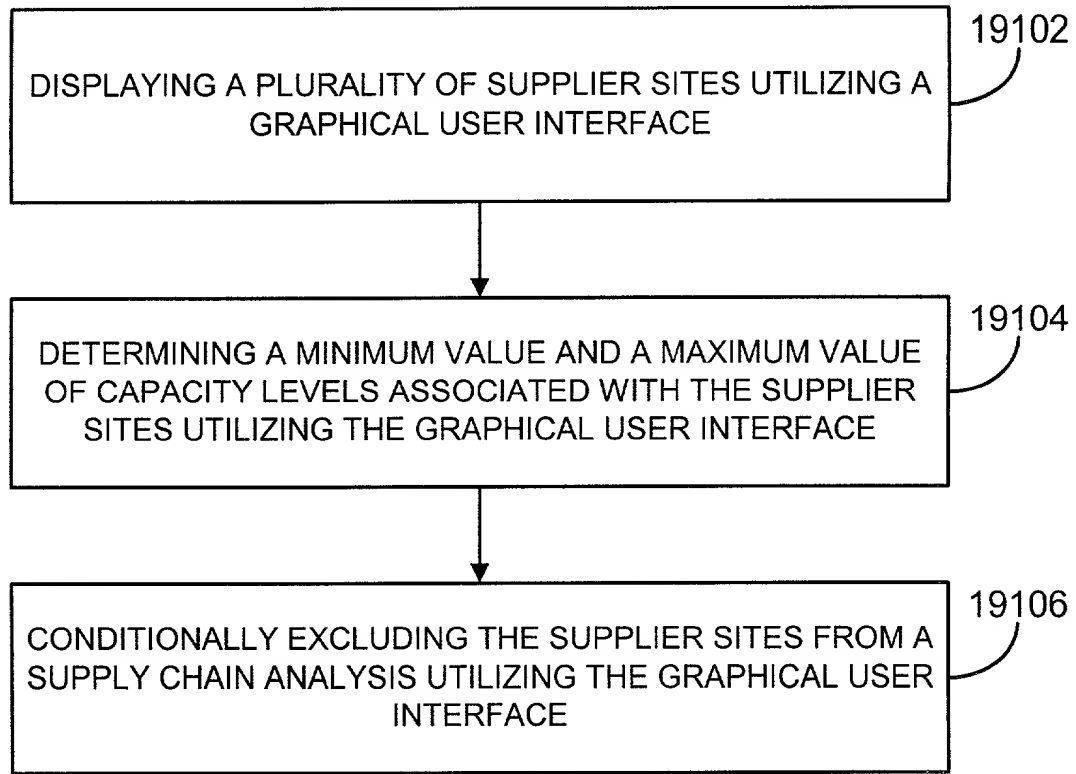 19102
DISPLAYING A PLURALITY OF SUPPLIER SITES UTILIZING A
GRAPHICAL USER INTERFACE
19104
DETERMINING A MINIMUM VALUE AND A MAXIMUM VALUE
OF CAPACITY LEVELS ASSOCIATED WITH THE SUPPLIER
SITES UTILIZING THE GRAPHICAL USER INTERFACE
19106
CONDITIONALLY EXCLUDING THE SUPPLIER SITES FROM A
SUPPLY CHAIN ANALYSIS UTILIZING THE GRAPHICAL USER
INTERFACE